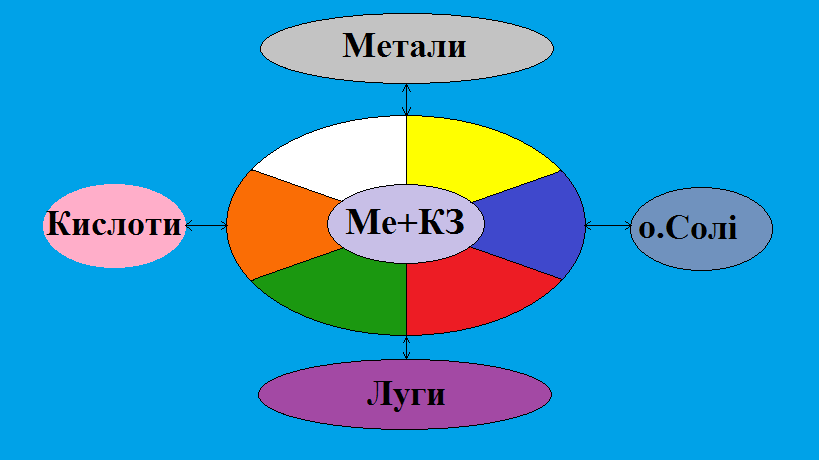 Метали
Кислоти
Ме+КЗ
о.Солі
Луги